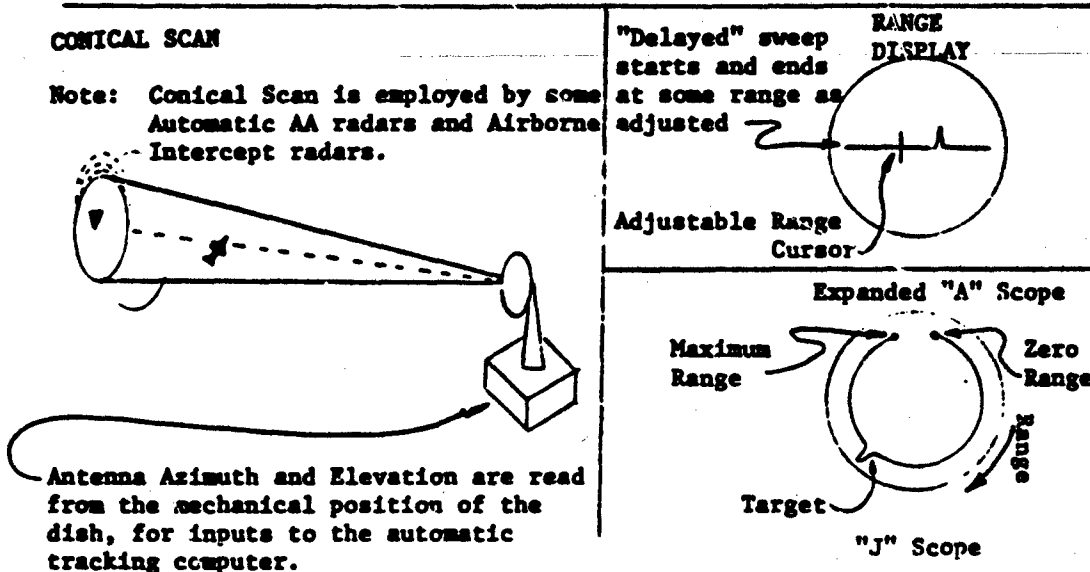 CONICAL SCAN
Note: Conical Scan is employed by some
Automatic AA radars and Airborne
Intercept radars.
Antenna Azimuth and Elevation are read
from the mechanical position of the
dish, for inputs to the automatic
tracking computer.
RANGE
DISPLAY
"Delayed" sweep
starts and ends
at some range as
adjusted
Adjustable Range
Cursor
Expanded "A" Scope
Maximum
Range
Zero
Range
Range
Target
"J" Scope